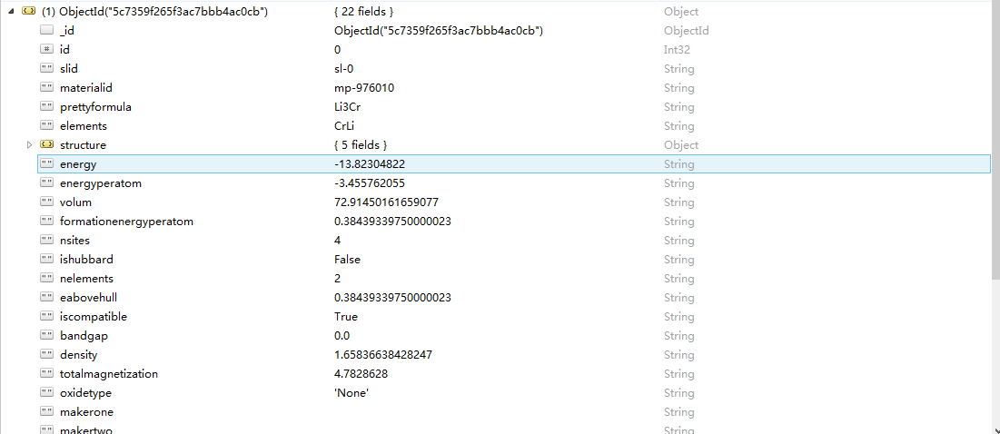 (1) ObjectId("5c7359f265f3ac7bbb4ac0cb") { 22 fields } Object
_id ObjectId("5c7359f265f3ac7bbb4ac0cb") ObjectId
# id 0 Int32
"" slid sl-0 String
"" materialid mp-976010 String
"" prettyformula Li3Cr String
"" elements CrLi String
structure { 5 fields } Object
"" energy -13.82304822 String
"" energyperatom -3.455762055 String
"" volum 72.91450161659077 String
"" formationenergyperatom 0.38439339750000023 String
"" nsites 4 String
"" ishubbard False String
"" nelements 2 String
"" eabovehull 0.38439339750000023 String
"" iscompatible True String
"" bandgap 0.0 String
"" density 1.65836638428247 String
"" totalmagnetization 4.7828628 String
"" oxidetype 'None' String
"" makerone String
"" makertwo String